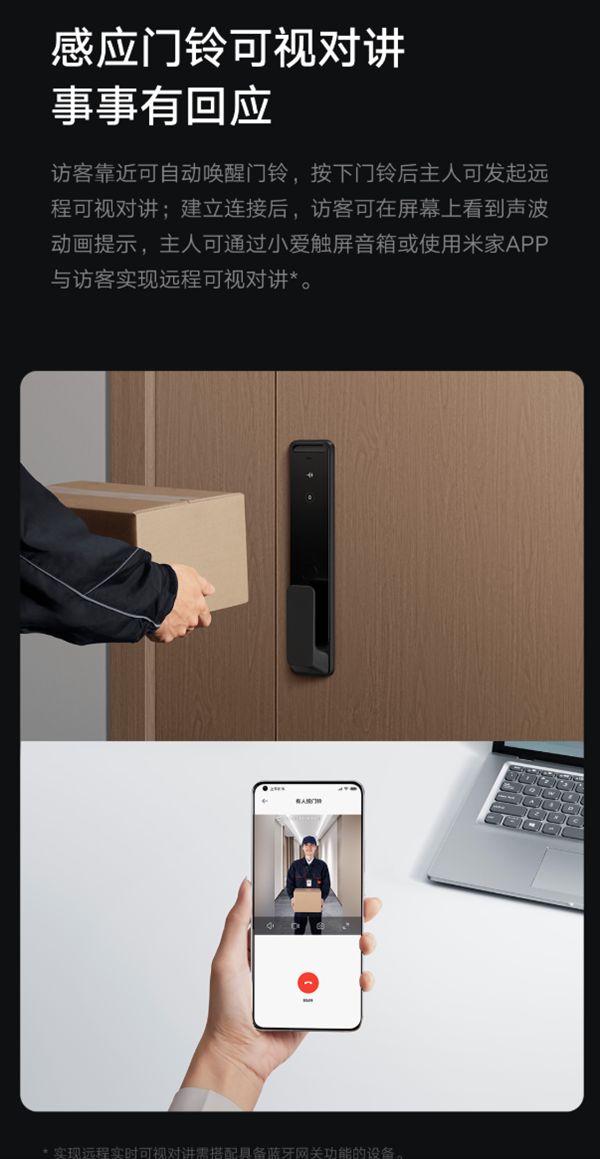 感应门铃可视对讲
事事有回应
访客靠近可自动唤醒门铃，按下门铃后主人可发起远
程可视对讲；建立连接后，访客可在屏幕上看到声波
动画提示，主人可通过小爱触屏音箱或使用米家APP
与访客实现远程可视对讲*。
有人按门铃
* 实现远程实时可视对讲需搭配具备蓝牙网关功能的设备。